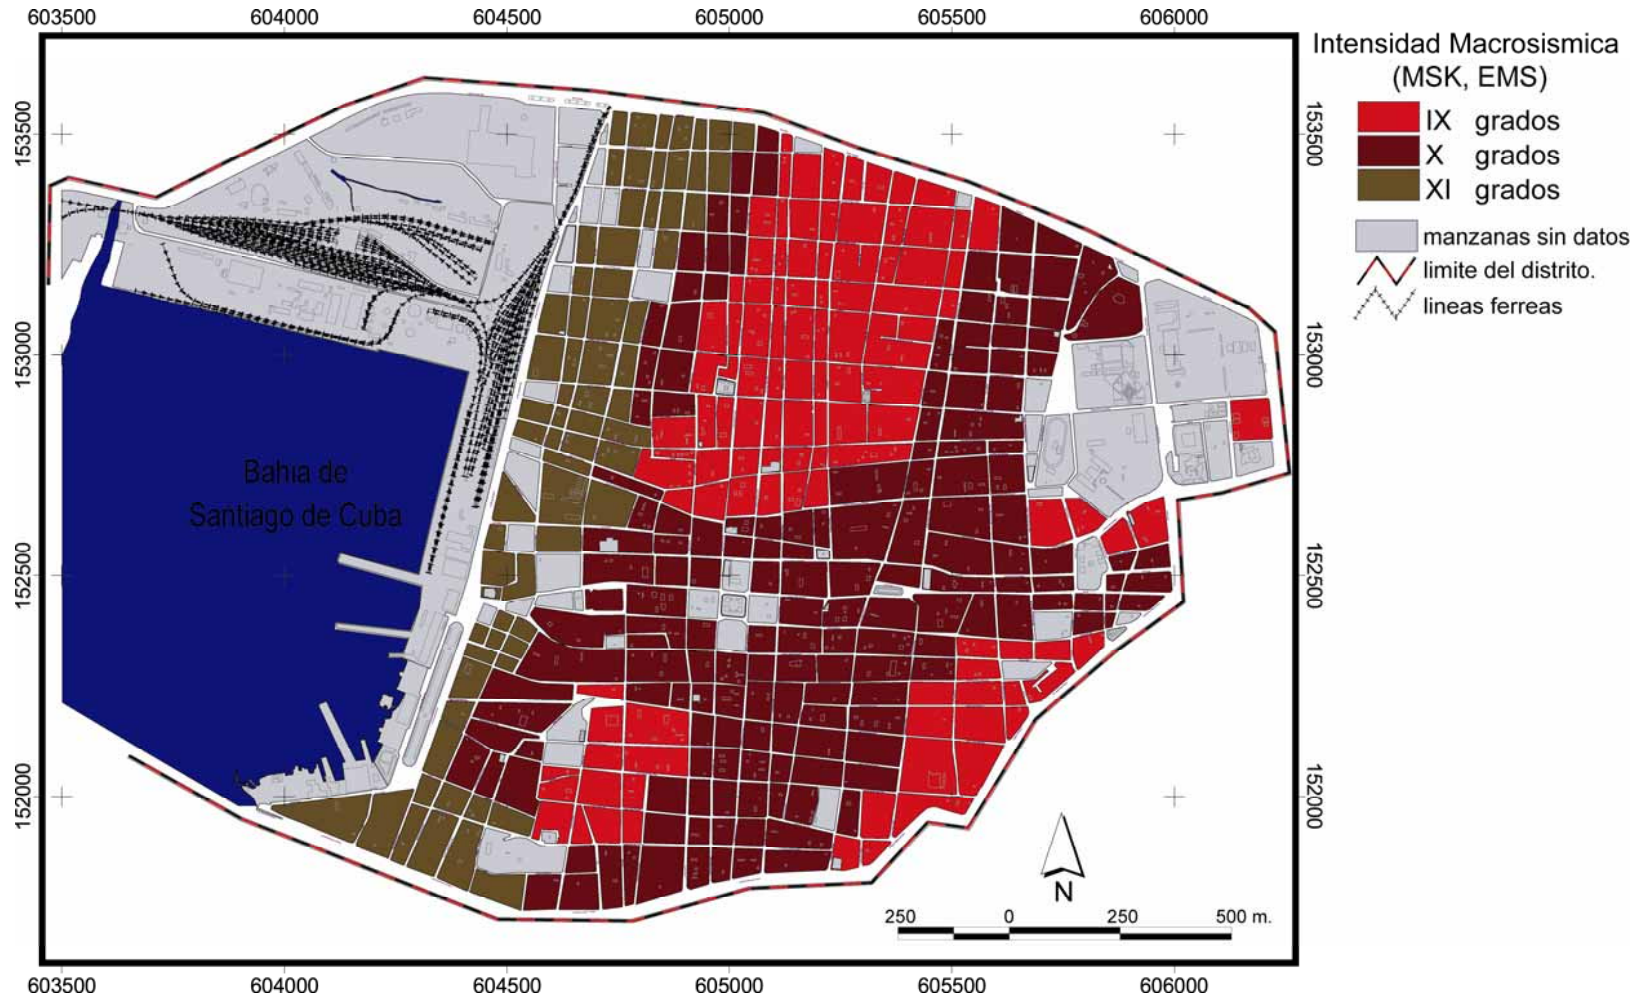 603500 604000 604500 605000 605500 606000
Intensidad Macrosismica
(MSK, EMS)
IX grados
X grados
XI grados
manzanas sin datos
limite del distrito.
lineas ferreas
153500
153000
152500
152000
153500
153000
152500
152000
Bahia de
Santiago de Cuba
N
250 0 250 500 m.
603500 604000 604500 605000 605500 606000